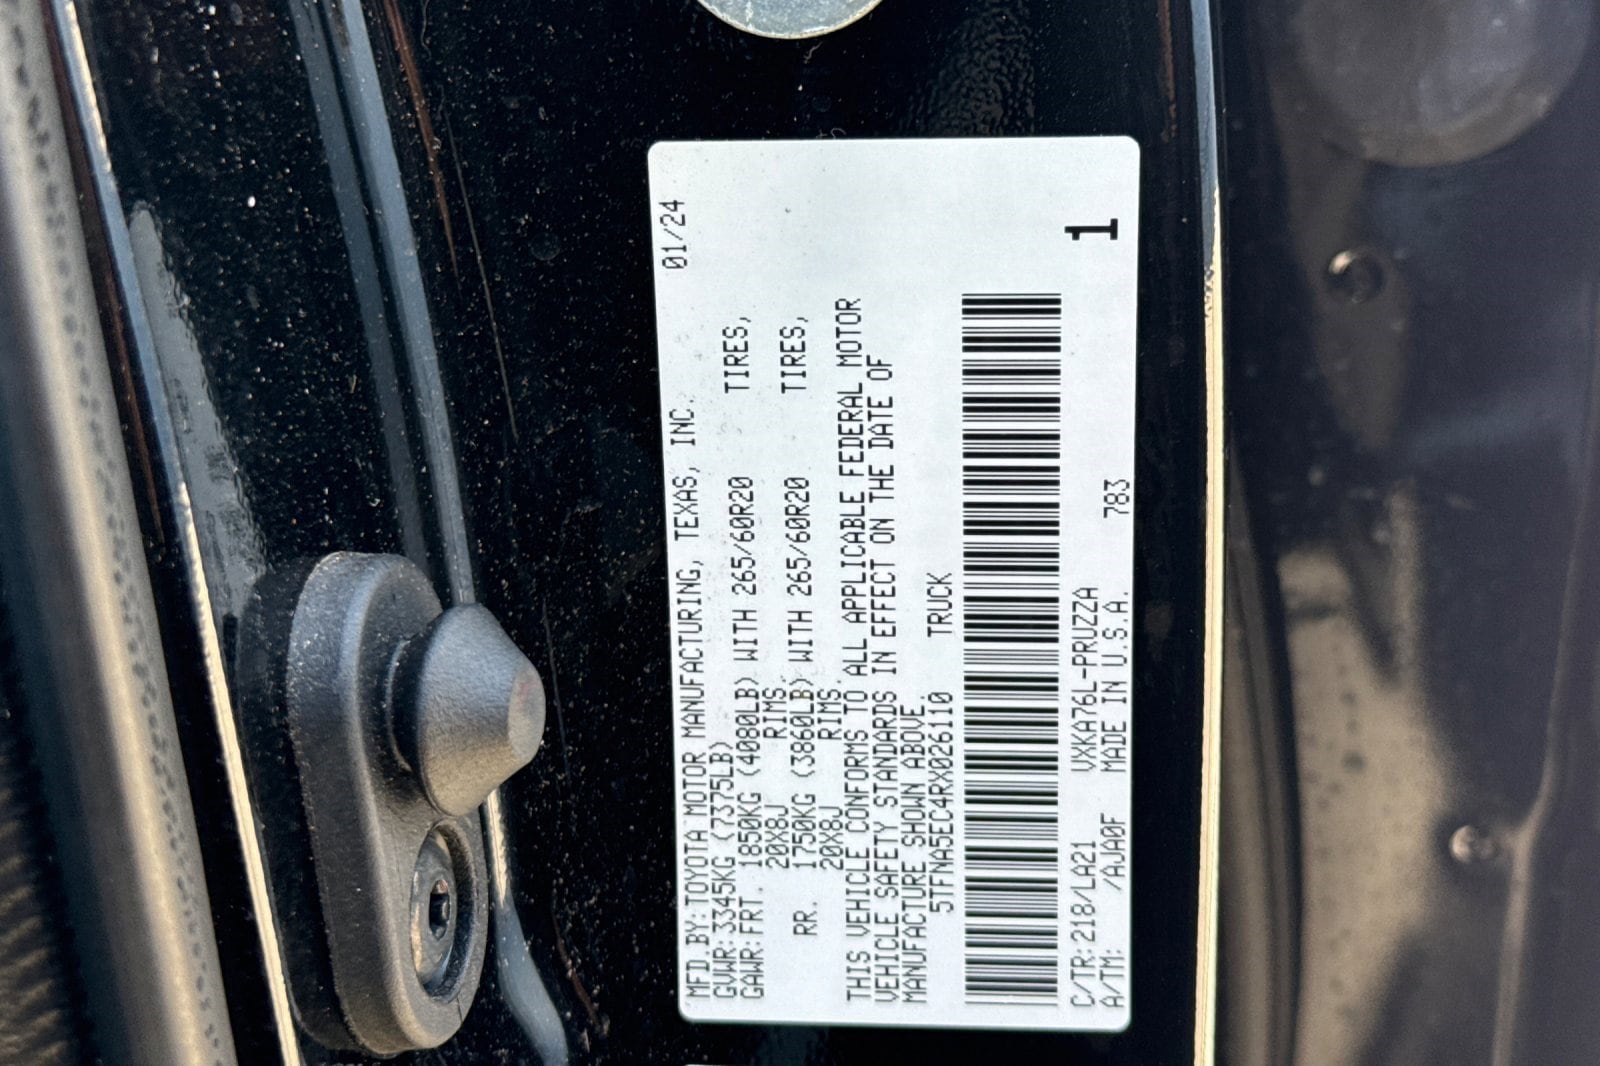 MFD.BY:TOYOTA MOTOR MANUFACTURING, TEXAS, INC. 01/24
GVWR:3345KG (7375LB)
GAWR:FRT. 1850KG (4080LB) WITH 265/60R20 TIRES,
20X8J RIMS.
RR. 1750KG (3860LB) WITH 265/60R20 TIRES,
20X8J RIMS.
THIS VEHICLE CONFORMS TO ALL APPLICABLE FEDERAL MOTOR
VEHICLE SAFETY STANDARDS IN EFFECT ON THE DATE OF
MANUFACTURE SHOWN ABOVE.
5TFNA5EC4RX026110 TRUCK
C/TR:218/LA21 VXKA76L-PRUZZA 1
A/TM: /AJA0F MADE IN U.S.A. 783